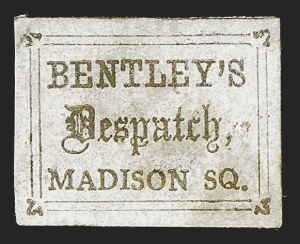 BENTLEY'S
Despatch,
MADISON SQ.